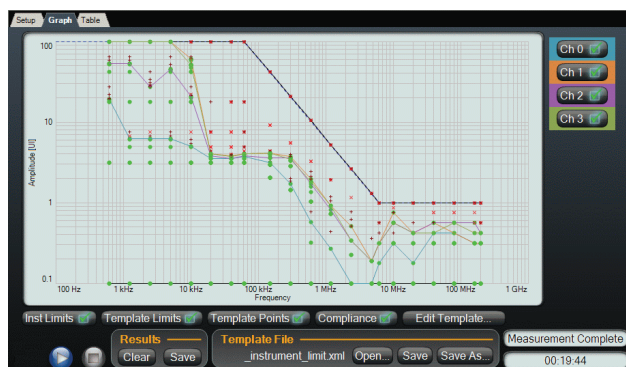 Setup Graph Table
100
10
1
0.1
Amplitude [UI]
100 Hz 1 kHz 10 kHz 100 kHz 1 MHz 10 MHz 100 MHz 1 GHz
Frequency
Ch 0
Ch 1
Ch 2
Ch 3
Inst Limits Template Limits Template Points Compliance Edit Template...
Results Template File
Clear Save _instrument_limit.xml Open... Save Save As...
Measurement Complete
00:19:44